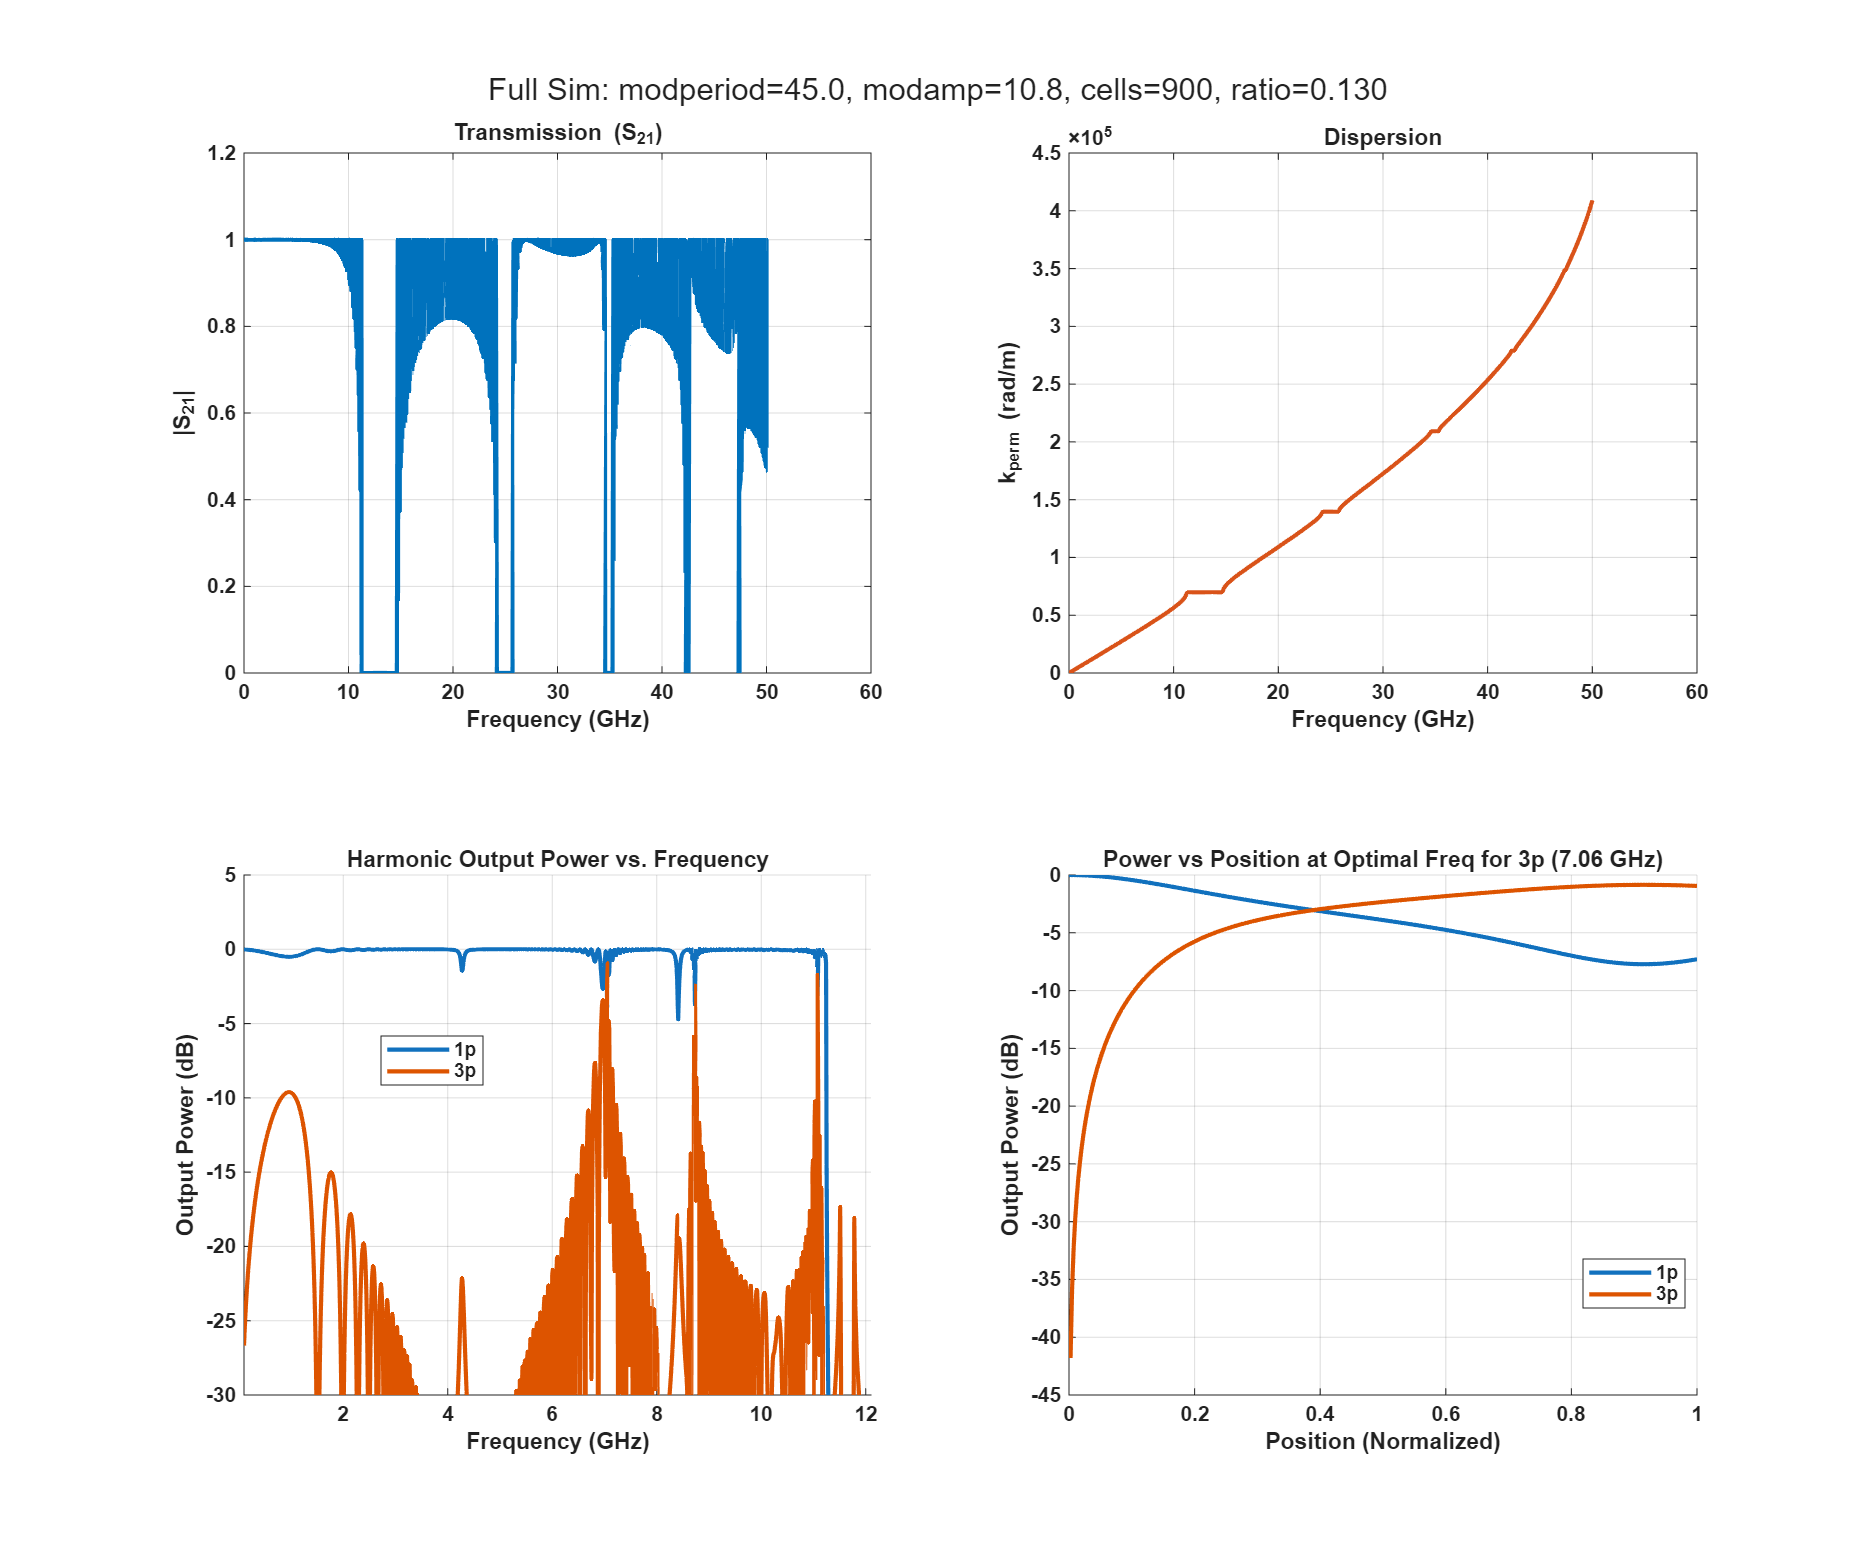 Full Sim: modperiod=45.0, modamp=10.8, cells=900, ratio=0.130
Transmission (S21)
1.2
1
0.8
0.6
0.4
0.2
0
|S21|
0 10 20 30 40 50 60
Frequency (GHz)
×10^5
Dispersion
4.5
4
3.5
3
2.5
2
1.5
1
0.5
0
kperm (rad/m)
0 10 20 30 40 50 60
Frequency (GHz)
Harmonic Output Power vs. Frequency
5
0
-5
-10
-15
-20
-25
-30
Output Power (dB)
1p
3p
2 4 6 8 10 12
Frequency (GHz)
Power vs Position at Optimal Freq for 3p (7.06 GHz)
0
-5
-10
-15
-20
-25
-30
-35
-40
-45
Output Power (dB)
1p
3p
0 0.2 0.4 0.6 0.8 1
Position (Normalized)